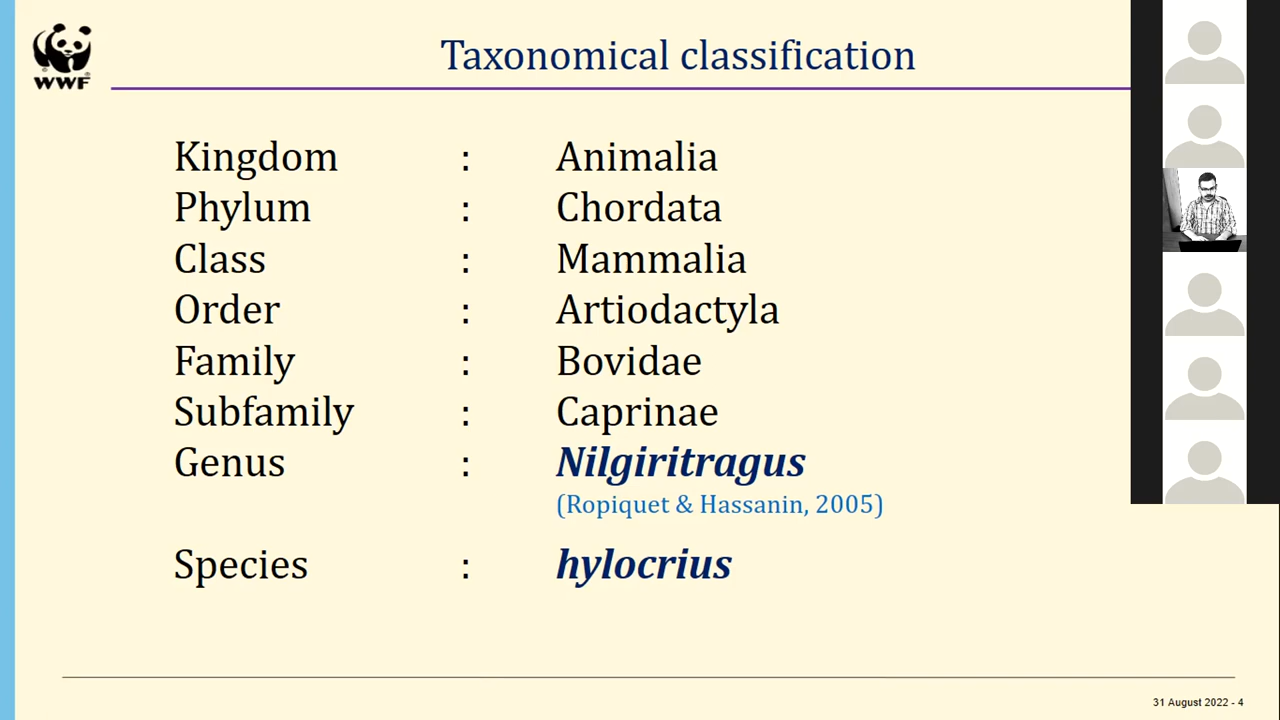 WWF
Taxonomical classification
Kingdom : Animalia
Phylum : Chordata
Class : Mammalia
Order : Artiodactyla
Family : Bovidae
Subfamily : Caprinae
Genus : Nilgiritragus
(Ropiquet & Hassanin, 2005)
Species : hylocrius
31 August 2022 - 4